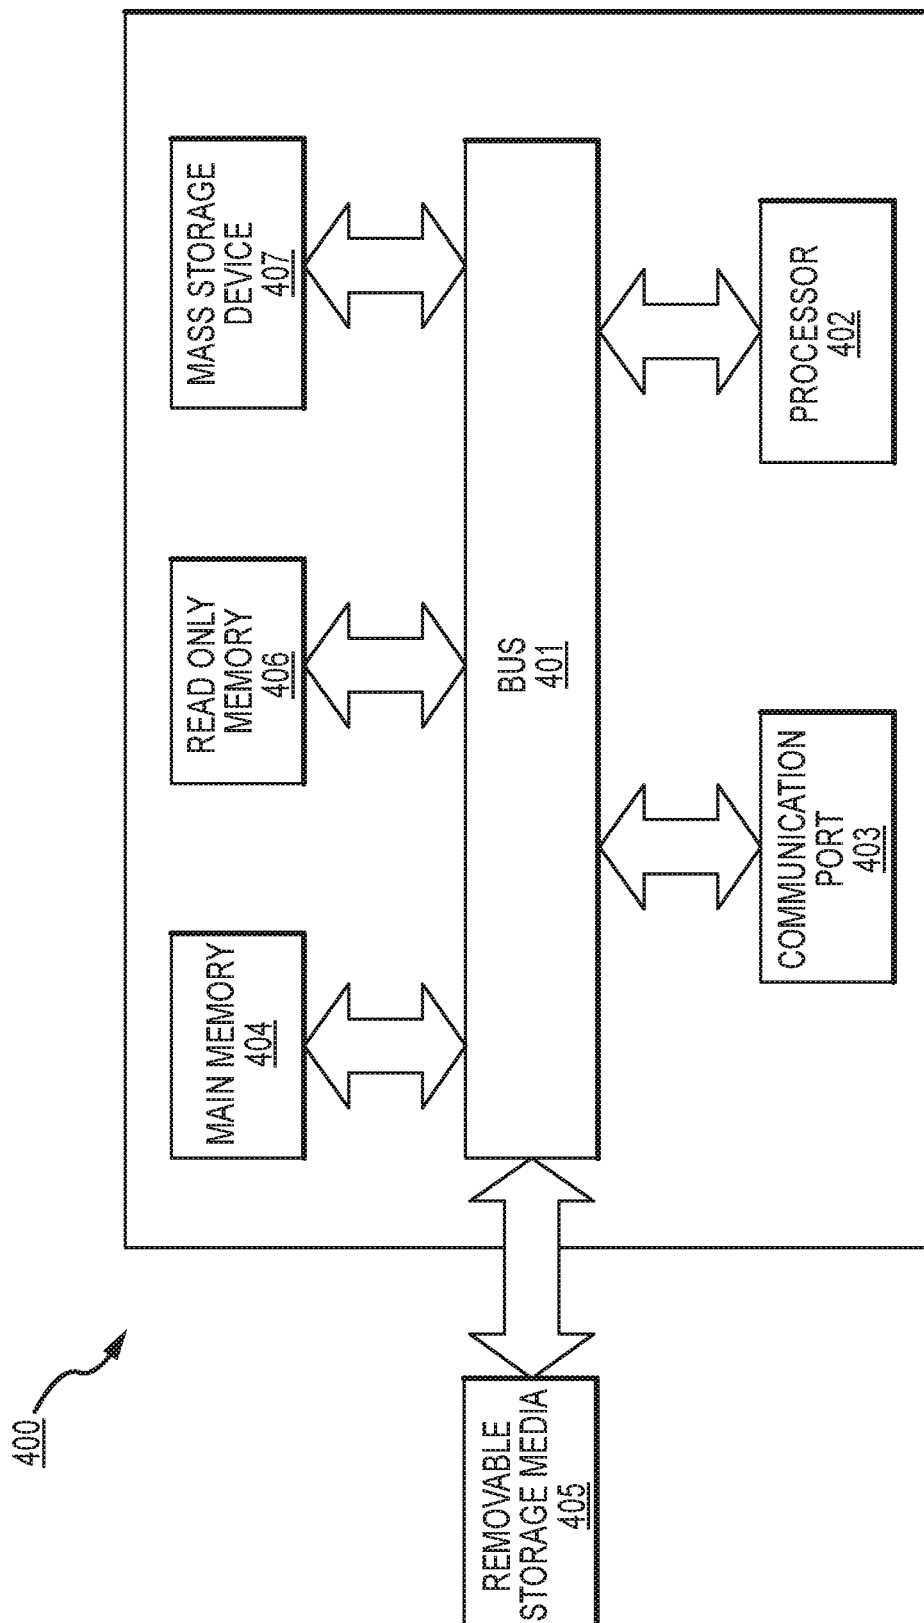 400
MAIN MEMORY
404
READ ONLY
MEMORY
406
MASS STORAGE
DEVICE
407
REMOVABLE
STORAGE MEDIA
405
BUS
401
COMMUNICATION
PORT
403
PROCESSOR
402